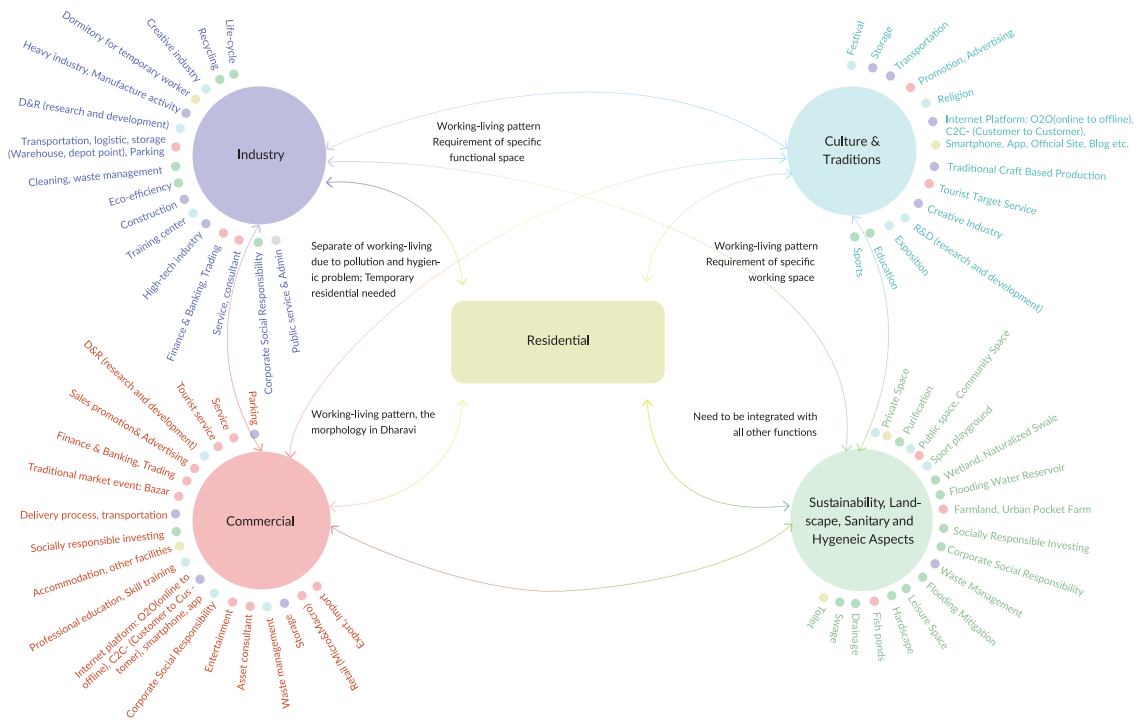 Life-cycle
Recycling
Creative industry
Dormitory for temporary worker
Heavy industry, Manufacture activity
D&R (research and development)
Transportation, logistic, storage
(Warehouse, depot point), Parking
Cleaning, waste management
Eco-efficiency
Construction
Training center
High-tech industry
Finance & Banking, Trading
Service, consultant
Corporate Social Responsibility
Public service & Admin
Industry
Festival
Storage
Transportation
Promotion, Advertising
Religion
Internet Platform: O2O(online to offline),
C2C- (Customer to Customer),
Smartphone, App, Official Site, Blog etc.
Traditional Craft Based Production
Tourist Target Service
Creative Industry
R&D (research and development)
Exposition
Education
Sports
Culture &
Traditions
Working-living pattern
Requirement of specific
functional space
Separate of working-living
due to pollution and hygien-
ic problem; Temporary
residential needed
Working-living pattern
Requirement of specific
working space
Residential
Working-living pattern, the
morphology in Dharavi
Need to be integrated with
all other functions
Parking
Service
Tourist service
D&R (research and development)
Sales promotion& Advertising
Finance & Banking, Trading
Traditional market event: Bazar
Delivery process, transportation
Socially responsible investing
Accommodation, other facilities
Professional education, Skill training
Internet platform: O2O(online to
offline), C2C- (Customer to Cus -
tomer), smartphone, app
Corporate Social Responsibility
Entertainment
Asset consultant
Waste management
Storage
Retail (Micro&Macro)
Export, Import
Commercial
Private Space
Purification
Public space, Community Space
Sport playground
Wetland, Naturalized Swale
Flooding Water Reservoir
Farmland, Urban Pocket Farm
Socially Responsible Investing
Corporate Social Responsibility
Waste Management
Flooding Mitigation
Leisure Space
Hardscape
Fish ponds
Drainage
Swage
Toilet
Sustainability, Land-
scape, Sanitary and
Hygeneic Aspects